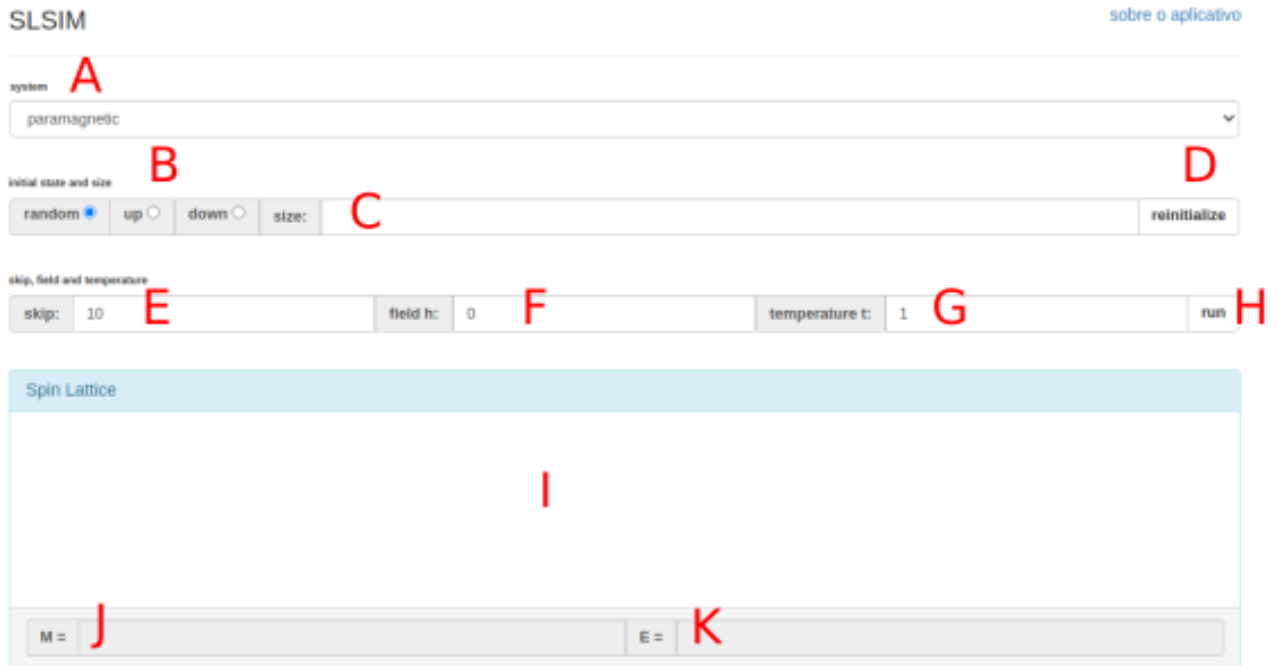 SLSIM sobre o aplicativo
system A
paramagnetic
B D
initial state and size
random up down size: C reinitialize
skip, field and temperature
skip: 10 E field h: 0 F temperature t: 1 G run H
Spin Lattice
I
M = J E = K